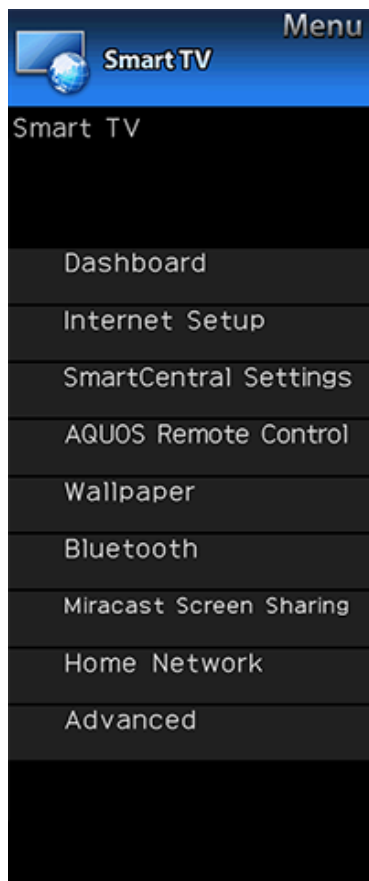 Menu
Smart TV
Smart TV
Dashboard
Internet Setup
SmartCentral Settings
AQUOS Remote Control
Wallpaper
Bluetooth
Miracast Screen Sharing
Home Network
Advanced